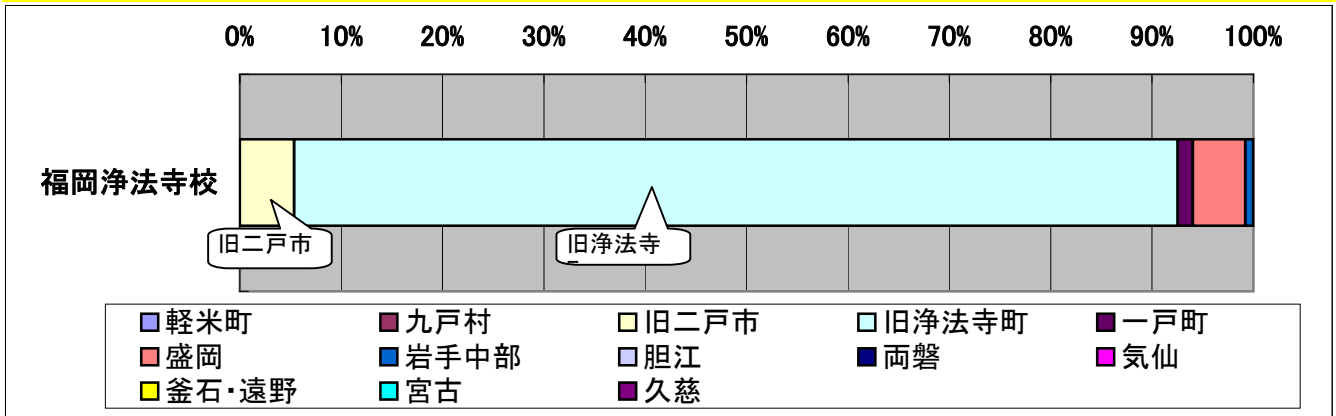 0% 10% 20% 30% 40% 50% 60% 70% 80% 90% 100%
福岡浄法寺校
旧二戸市
旧浄法寺
軽米町 九戸村 旧二戸市 旧浄法寺町 一戸町
盛岡 岩手中部 胆江 両磐 気仙
釜石・遠野 宮古 久慈